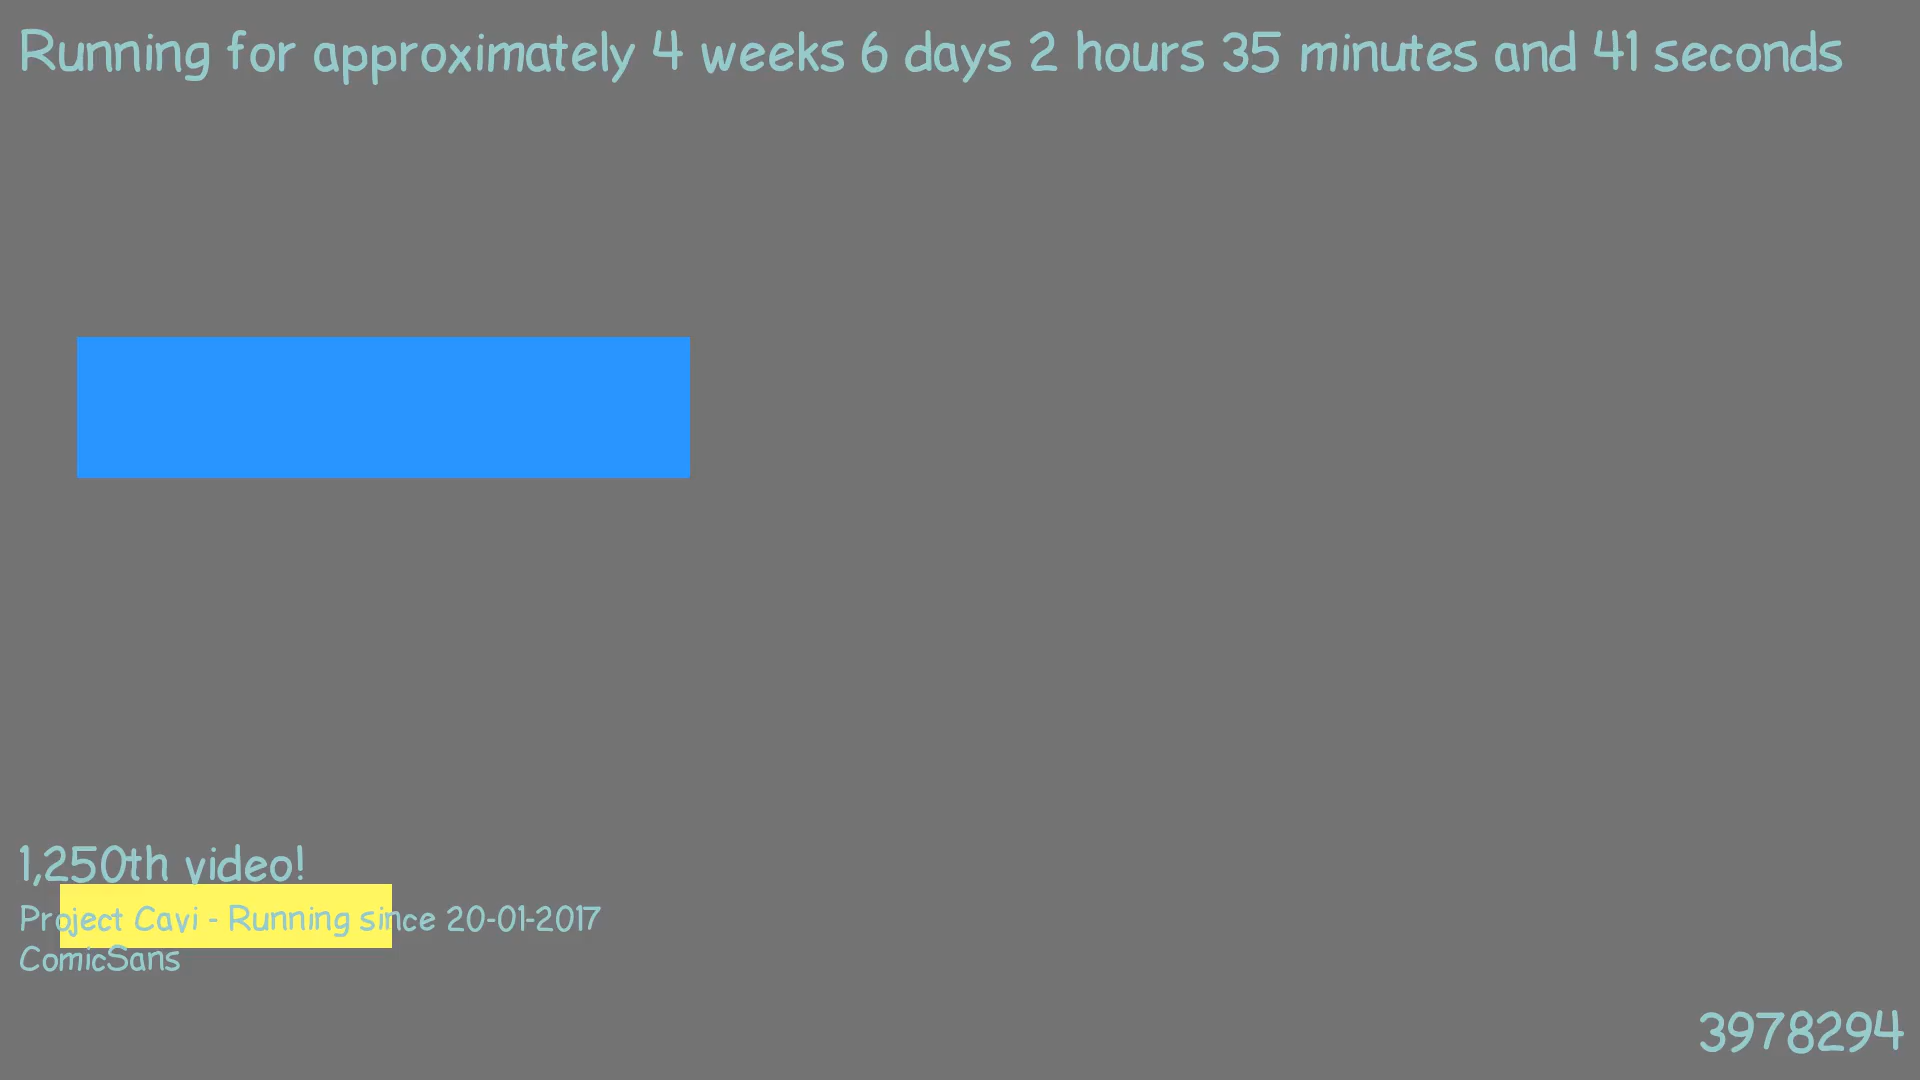 Running for approximately 4 weeks 6 days 2 hours 35 minutes and 41 seconds
1,250th video!
Project Cavi - Running since 20-01-2017
ComicSans
3978294